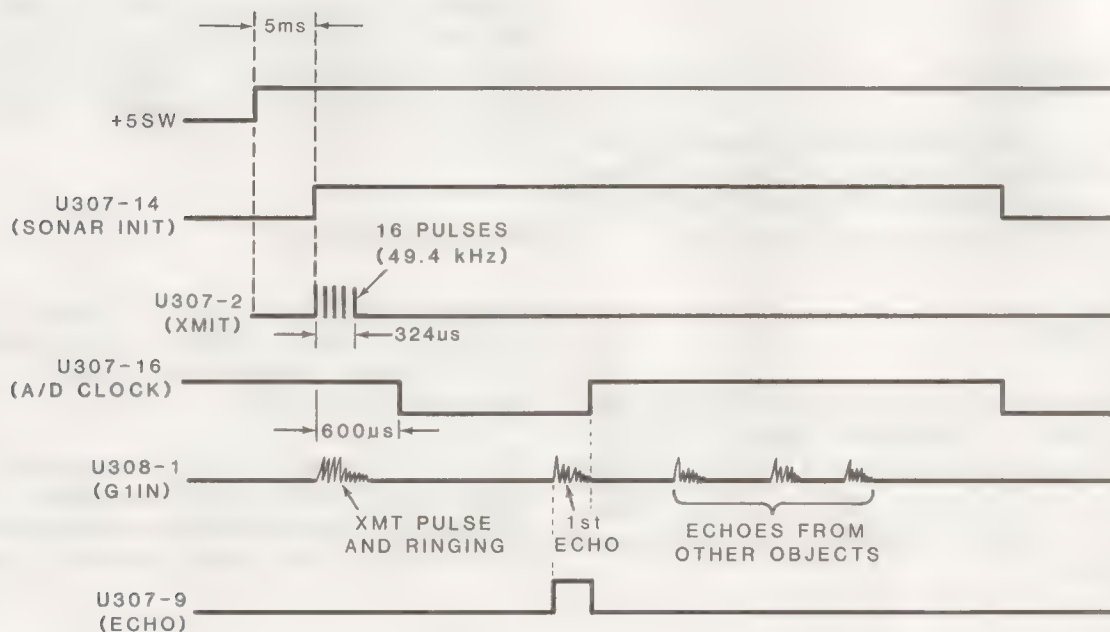 5ms
+5SW
U307-14
(SONAR INIT)
16 PULSES
(49.4 kHz)
U307-2
(XMIT)
324µs
U307-16
(A/D CLOCK)
600µs
U308-1
(G1IN)
XMT PULSE
AND RINGING
1st
ECHO
ECHOES FROM
OTHER OBJECTS
U307-9
(ECHO)